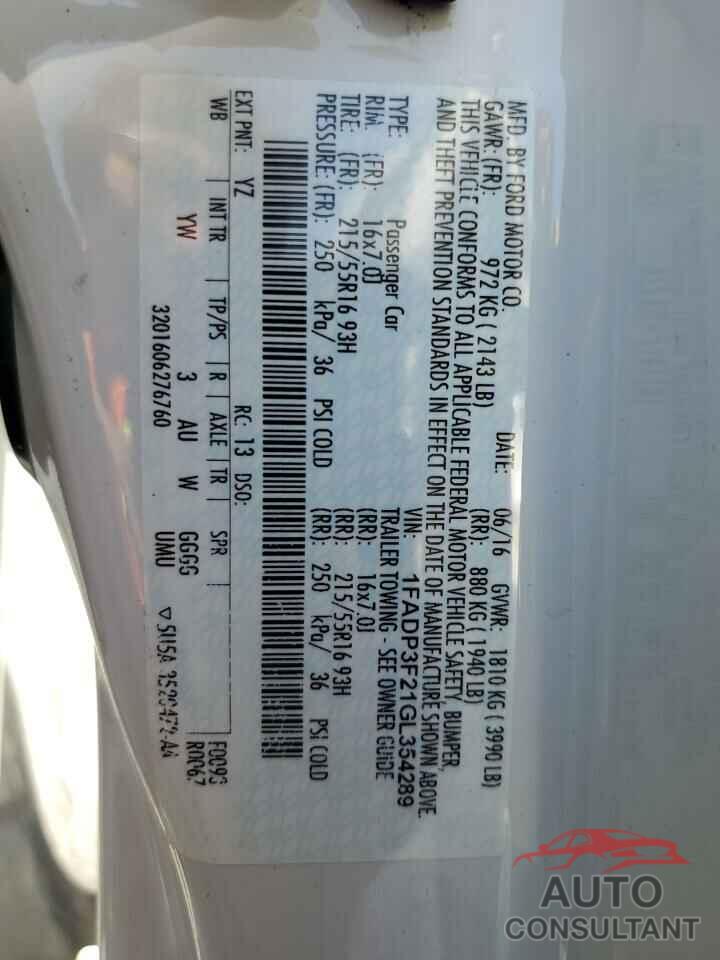 MFD. BY FORD MOTOR CO.
DATE: 06/16 GVWR: 1810 KG ( 3990 LB)
GAWR: (FR): 972 KG ( 2143 LB) (RR): 880 KG ( 1940 LB)
THIS VEHICLE CONFORMS TO ALL APPLICABLE FEDERAL MOTOR VEHICLE SAFETY, BUMPER,
AND THEFT PREVENTION STANDARDS IN EFFECT ON THE DATE OF MANUFACTURE SHOWN ABOVE.
VIN: 1FADP3F21GL354289
TYPE: Passenger Car TRAILER TOWING - SEE OWNER GUIDE
RIM: (FR): 16x7.0J (RR): 16x7.0J
TIRE: (FR): 215/55R16 93H (RR): 215/55R16 93H
PRESSURE: (FR): 250 kPa/ 36 PSI COLD (RR): 250 kPa/ 36 PSI COLD
EXT PNT: YZ RC: 13 DSO: F0093
WB INT TR TP/PS R AXLE TR SPR R0067
YW 3 AU W GGGG
3201606276760 UMU
AUTO
CONSULTANT